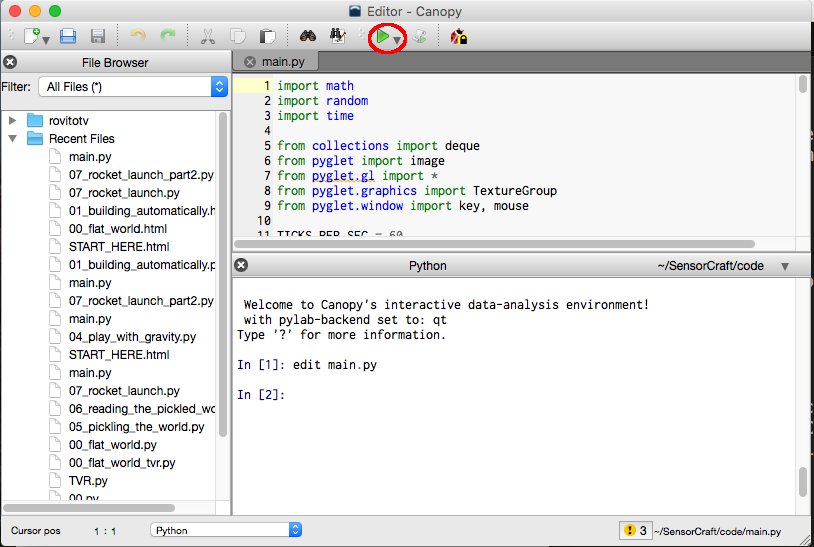 Editor - Canopy
File Browser
Filter: All Files (*)
rovitotv
Recent Files
main.py
07_rocket_launch_part2.py
07_rocket_launch.py
01_building_automatically.h
00_flat_world.html
START_HERE.html
01_building_automatically.p
main.py
07_rocket_launch_part2.py
main.py
04_play_with_gravity.py
START_HERE.html
main.py
07_rocket_launch.py
06_reading_the_pickled_wo
05_pickling_the_world.py
00_flat_world.py
00_flat_world_tvr.py
TVR.py
00.py
main.py
1 import math
2 import random
3 import time
4
5 from collections import deque
6 from pyglet import image
7 from pyglet.gl import *
8 from pyglet.graphics import TextureGroup
9 from pyglet.window import key, mouse
10
11 TICKS_PER_SEC = 60
Python ~/SensorCraft/code
Welcome to Canopy's interactive data-analysis environment!
with pylab-backend set to: qt
Type '?' for more information.
In [1]: edit main.py
In [2]:
Cursor pos 1 : 1 Python 3 ~/SensorCraft/code/main.py